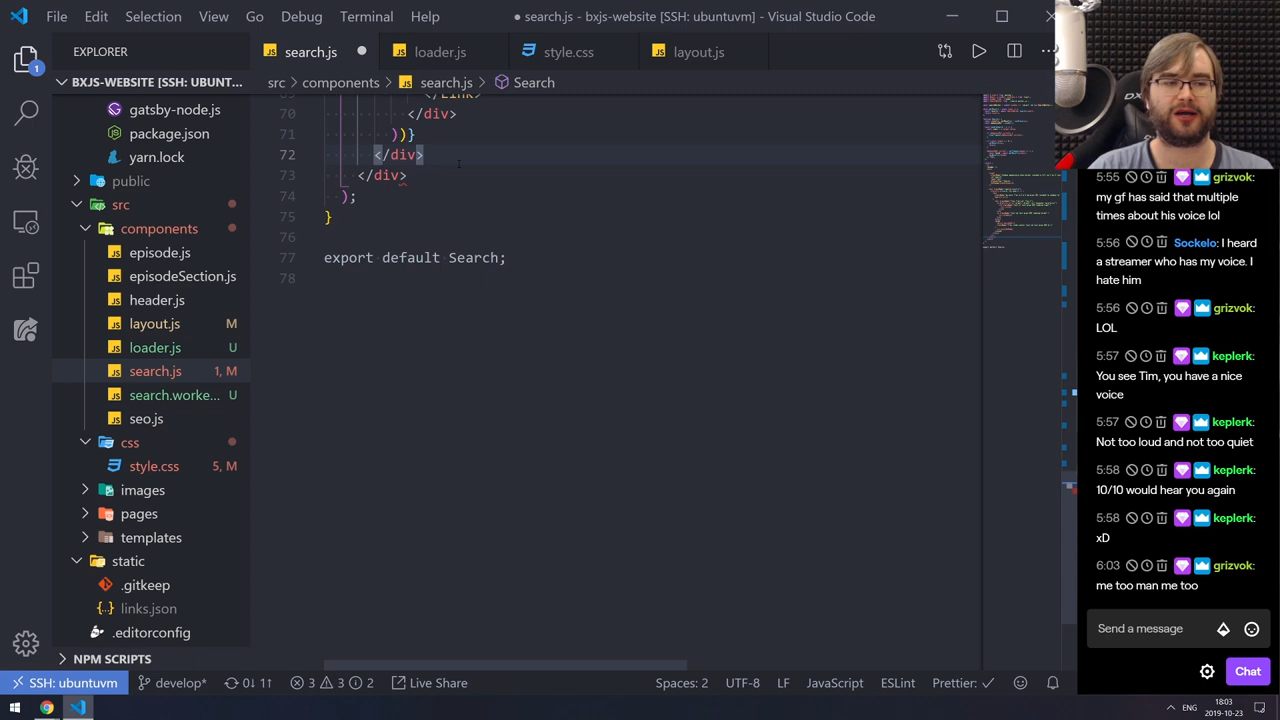 File Edit Selection View Go Debug Terminal Help
● search.js - bxjs-website [SSH: ubuntuvm] - Visual Studio Code
EXPLORER
search.js
loader.js
style.css
layout.js
BXJS-WEBSITE [SSH: UBUNT...
src › components › search.js ›
gatsby-node.js
package.json
yarn.lock
public
src
components
episode.js
episodeSection.js
header.js
layout.js M
loader.js U
search.js 1, M
search.worke... U
seo.js
css
style.css 5, M
images
pages
templates
static
.gitkeep
links.json
.editorconfig
NPM SCRIPTS
</div>
))}
72 </div>
</div>
74 );
75 }
76
export default Search;
78
5:55 grizvok:
my gf has said that multiple
times about his voice lol
5:56 Sockelo: I heard
a streamer who has my voice. I
hate him
5:56 grizvok:
LOL
5:57 keplerk:
You see Tim, you have a nice
voice
5:57 keplerk:
Not too loud and not too quiet
5:58 keplerk:
10/10 would hear you again
5:58 keplerk:
xD
6:03 grizvok:
me too man me too
Send a message
Chat
SSH: ubuntuvm develop* 0↓ 1↑ 3 3 2 Live Share Spaces: 2 UTF-8 LF JavaScript ESLint Prettier: ✓
ENG
18:03
2019-10-23
1